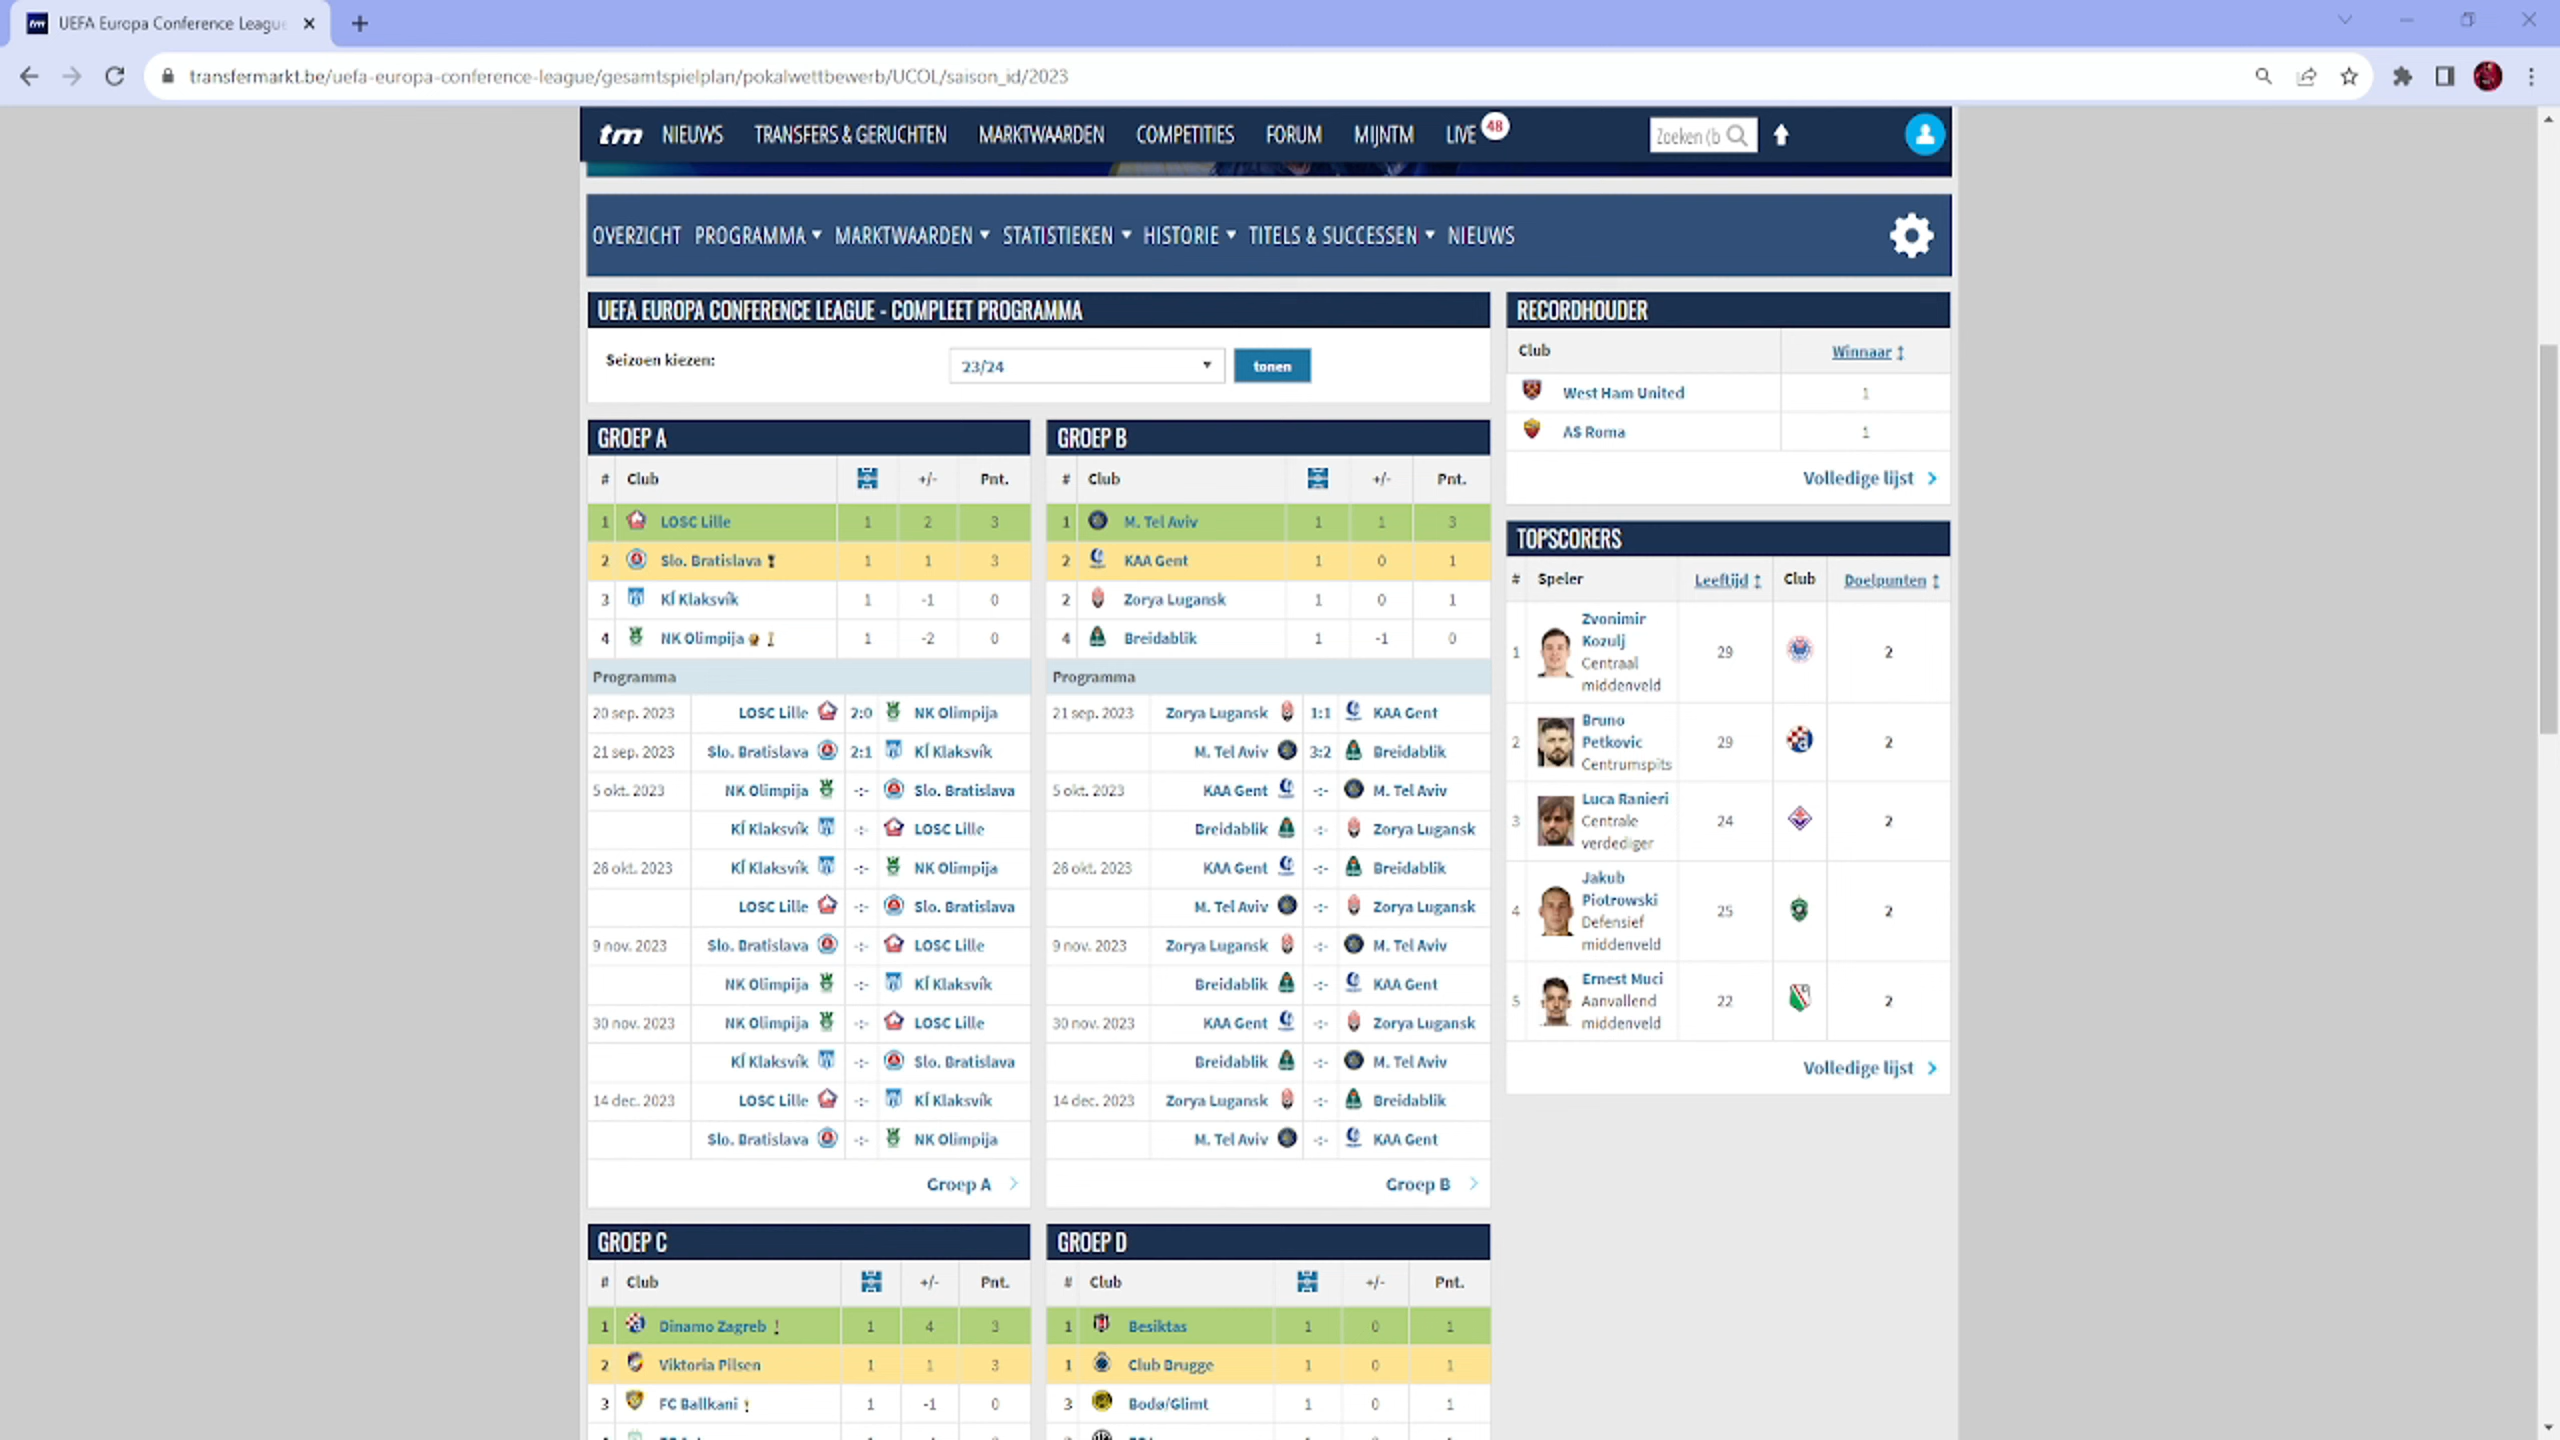 UEFA Europa Conference League
transfermarkt.be/uefa-europa-conference-league/gesamtspielplan/pokalwettbewerb/UCOL/saison_id/2023
tm NIEUWS TRANSFERS & GERUCHTEN MARKTWAARDEN COMPETITIES FORUM MIJNTM LIVE 48 Zoeken (b
OVERZICHT PROGRAMMA MARKTWAARDEN STATISTIEKEN HISTORIE TITELS & SUCCESSEN NIEUWS
UEFA EUROPA CONFERENCE LEAGUE - COMPLEET PROGRAMMA
Seizoen kiezen: 23/24 tonen
GROEP A
# Club +/- Pnt.
1 LOSC Lille 1 2 3
2 Slo. Bratislava 1 1 3
3 KÍ Klaksvík 1 -1 0
4 NK Olimpija 1 -2 0
Programma
20 sep. 2023 LOSC Lille 2:0 NK Olimpija
21 sep. 2023 Slo. Bratislava 2:1 KÍ Klaksvík
5 okt. 2023 NK Olimpija -:- Slo. Bratislava
KÍ Klaksvík -:- LOSC Lille
26 okt. 2023 KÍ Klaksvík -:- NK Olimpija
LOSC Lille -:- Slo. Bratislava
9 nov. 2023 Slo. Bratislava -:- LOSC Lille
NK Olimpija -:- KÍ Klaksvík
30 nov. 2023 NK Olimpija -:- LOSC Lille
KÍ Klaksvík -:- Slo. Bratislava
14 dec. 2023 LOSC Lille -:- KÍ Klaksvík
Slo. Bratislava -:- NK Olimpija
Groep A
GROEP B
# Club +/- Pnt.
1 M. Tel Aviv 1 1 3
2 KAA Gent 1 0 1
2 Zorya Lugansk 1 0 1
4 Breidablik 1 -1 0
Programma
21 sep. 2023 Zorya Lugansk 1:1 KAA Gent
M. Tel Aviv 3:2 Breidablik
5 okt. 2023 KAA Gent -:- M. Tel Aviv
Breidablik -:- Zorya Lugansk
26 okt. 2023 KAA Gent -:- Breidablik
M. Tel Aviv -:- Zorya Lugansk
9 nov. 2023 Zorya Lugansk -:- M. Tel Aviv
Breidablik -:- KAA Gent
30 nov. 2023 KAA Gent -:- Zorya Lugansk
Breidablik -:- M. Tel Aviv
14 dec. 2023 Zorya Lugansk -:- Breidablik
M. Tel Aviv -:- KAA Gent
Groep B
GROEP C
# Club +/- Pnt.
1 Dinamo Zagreb 1 4 3
2 Viktoria Pilsen 1 1 3
3 FC Ballkani 1 -1 0
GROEP D
# Club +/- Pnt.
1 Besiktas 1 0 1
1 Club Brugge 1 0 1
3 Bodø/Glimt 1 0 1
RECORDHOUDER
Club Winnaar
West Ham United 1
AS Roma 1
Volledige lijst
TOPSCORERS
# Speler Leeftijd Club Doelpunten
1 Zvonimir Kozulj 29 2
Centraal middenveld
2 Bruno Petkovic 29 2
Centrumspits
3 Luca Ranieri 24 2
Centrale verdediger
4 Jakub Piotrowski 25 2
Defensief middenveld
5 Ernest Muci 22 2
Aanvallend middenveld
Volledige lijst